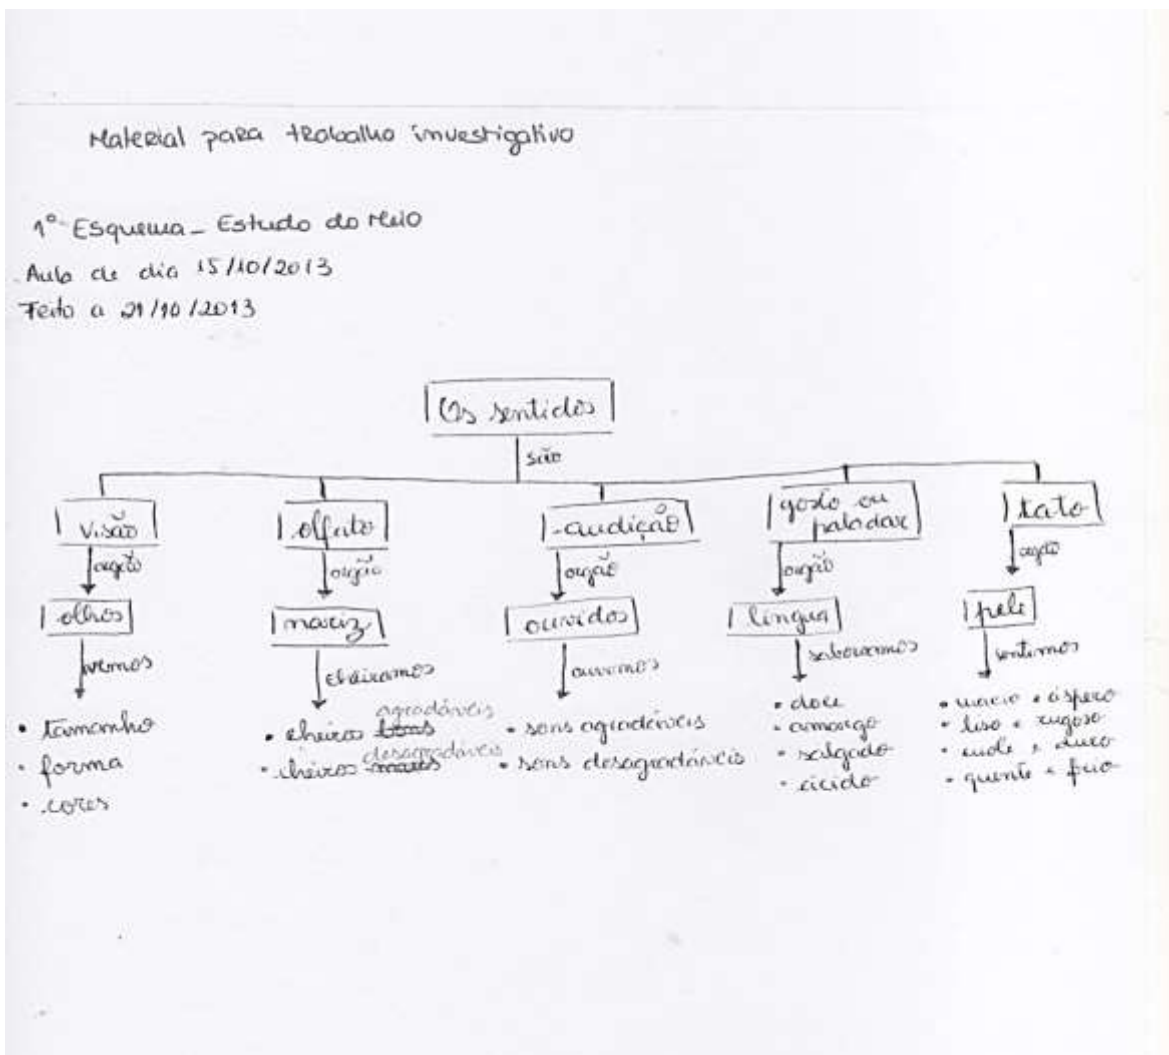 Material para trabalho investigativo
1º Esquema - Estudo do Meio
Aula de dia 15/10/2013
Feito a 21/10/2013
Os sentidos
são
visão
olfato
audição
gosto ou
paladar
tato
orgão
orgão
orgão
orgão
orgão
olhos
nariz
ouvidos
língua
pele
vemos
cheiramos
ouvimos
saboreamos
sentimos
• tamanho
• forma
• cores
agradáveis
• cheiros bons
desagradáveis
• cheiros maus
• sons agradáveis
• sons desagradáveis
• doce
• amargo
• salgado
• ácido
• macio e áspero
• liso e rugoso
• mole e duro
• quente e frio